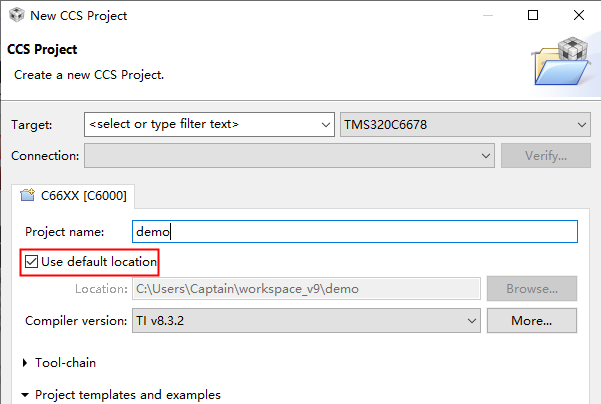 New CCS Project
CCS Project
Create a new CCS Project.
Target: <select or type filter text> TMS320C6678
Connection: Verify...
C66XX [C6000]
Project name: demo
Use default location
Location: C:\Users\Captain\workspace_v9\demo Browse...
Compiler version: TI v8.3.2 More...
Tool-chain
Project templates and examples